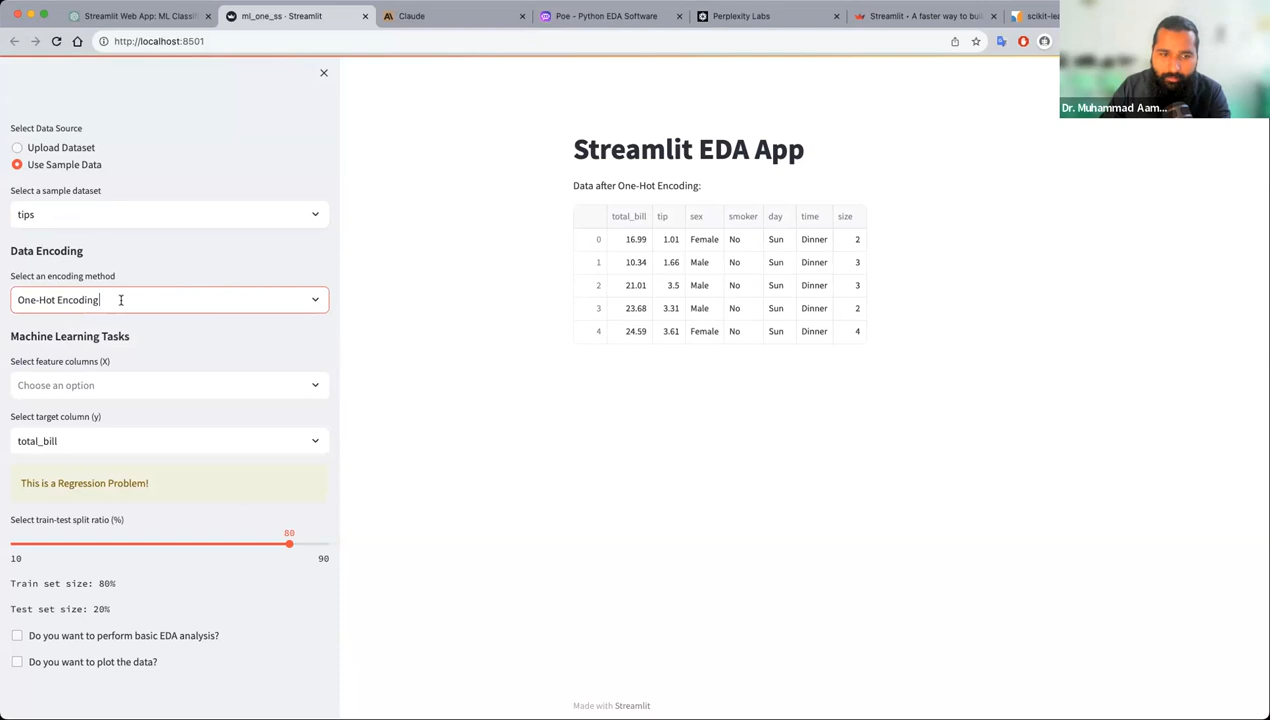 Streamlit Web App: ML Classif
ml_one_ss · Streamlit
Claude
Poe - Python EDA Software
Perplexity Labs
Streamlit • A faster way to bui
scikit-lea
http://localhost:8501
Dr. Muhammad Aam...
Select Data Source
Upload Dataset
Use Sample Data
Select a sample dataset
tips
Data Encoding
Select an encoding method
One-Hot Encoding
Machine Learning Tasks
Select feature columns (X)
Choose an option
Select target column (y)
total_bill
This is a Regression Problem!
Select train-test split ratio (%)
80
10 90
Train set size: 80%
Test set size: 20%
Do you want to perform basic EDA analysis?
Do you want to plot the data?
Streamlit EDA App
Data after One-Hot Encoding:
total_bill tip sex smoker day time size
0 16.99 1.01 Female No Sun Dinner 2
1 10.34 1.66 Male No Sun Dinner 3
2 21.01 3.5 Male No Sun Dinner 3
3 23.68 3.31 Male No Sun Dinner 2
4 24.59 3.61 Female No Sun Dinner 4
Made with Streamlit